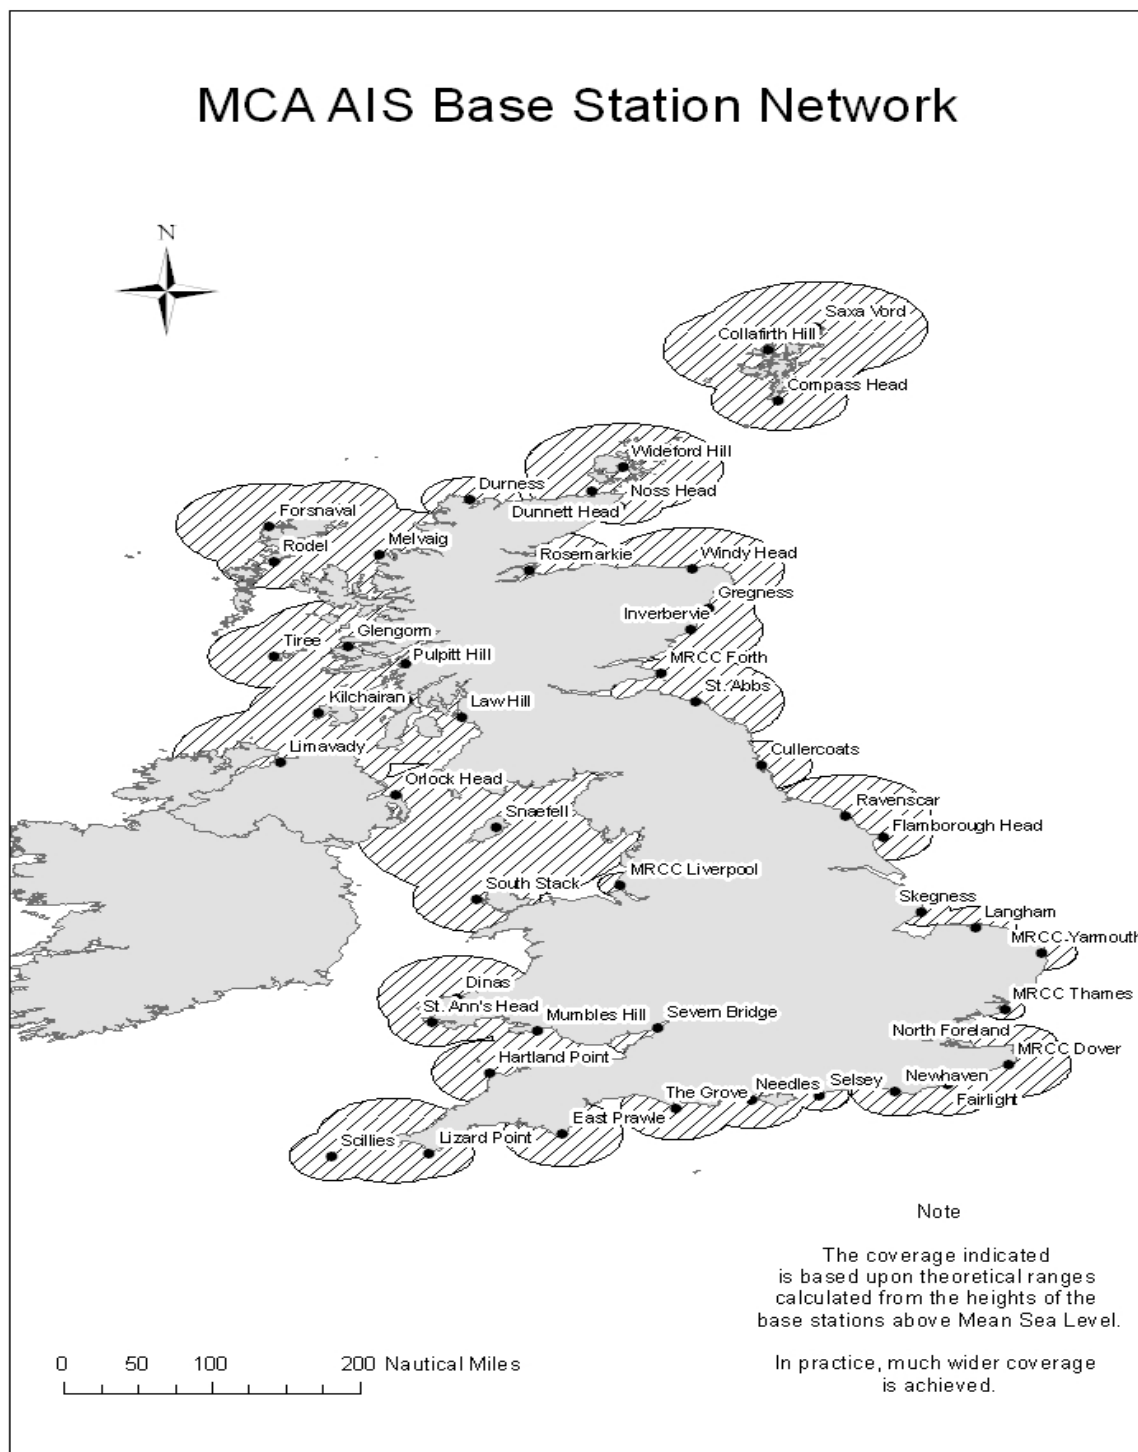 MCA AIS Base Station Network
N
Saxa Vord
Collafirth Hill
Compass Head
Wideford Hill
Durness
Noss Head
Dunnett Head
Forsnaval
Rodel
Melvaig
Rosemarkie
Windy Head
Gregness
Inverbervie
Tiree
Glengorm
Pulpitt Hill
MRCC Forth
St. Abbs
Kilchairan
Law Hill
Limavady
Cullercoats
Orlock Head
Ravenscar
Snaefell
Flamborough Head
MRCC Liverpool
South Stack
Skegness
Langham
MRCC Yarmouth
Dinas
MRCC Thames
St. Ann's Head
Mumbles Hill
Severn Bridge
North Foreland
MRCC Dover
Hartland Point
The Grove
Needles
Selsey
Newhaven
Fairlight
East Prawle
Scillies
Lizard Point
Note
The coverage indicated
is based upon theoretical ranges
calculated from the heights of the
base stations above Mean Sea Level.
In practice, much wider coverage
is achieved.
0 50 100 200 Nautical Miles